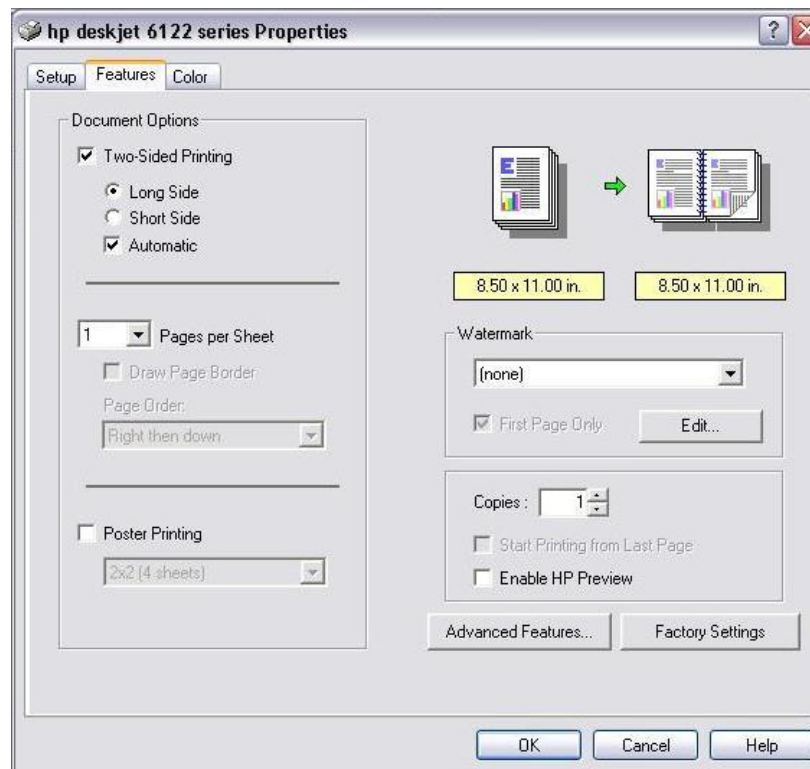 hp deskjet 6122 series Properties
Setup
Features
Color
Document Options
Two-Sided Printing
Long Side
Short Side
Automatic
1
Pages per Sheet
Draw Page Border
Page Order:
Right then down
Poster Printing
2x2 (4 sheets)
E
8.50 x 11.00 in.
8.50 x 11.00 in.
Watermark
(none)
First Page Only
Edit...
Copies :
1
Start Printing from Last Page
Enable HP Preview
Advanced Features...
Factory Settings
OK
Cancel
Help